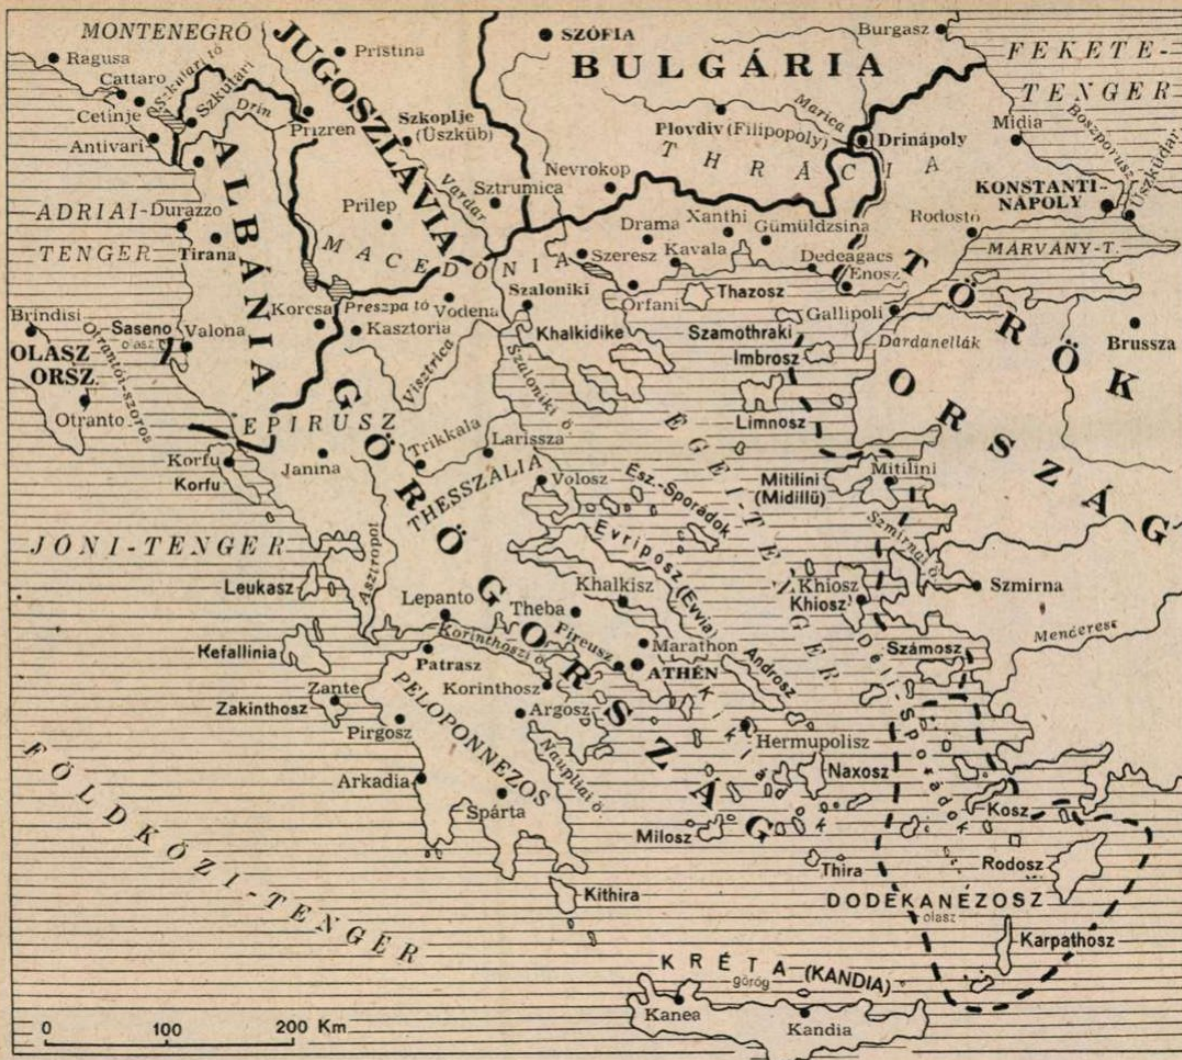 MONTENEGRÓ
JUGOSZLÁVIA
Pristina
SZÓFIA
Burgasz
BULGÁRIA
FEKETE-
TENGER
Ragusa
Cattaro
Cetinje
Antivari
Szkutari tó
Szkutari
Drin
Prizren
Szkoplje
(Üszküb)
Plovdiv (Filipopoly)
Marica
Drinápoly
Midia
Boszporusz
Üszküdar
THRÁCIA
Nevrokop
KONSTANTI-
NÁPOLY
ALBÁNIA
Vardar
Sztrumica
Prilep
Drama
Xanthi
Gümüldzsina
Rodostó
ADRIAI-
TENGER
Durazzo
Tirana
MACEDÓNIA
Szeresz
Kavala
Dedeagacs
Enosz
MÁRVÁNY-T.
TÖRÖK
ORSZÁG
Korcsa
Preszpa tó
Vodena
Szaloniki
Orfani
Thazosz
Gallipoli
Brindisi
Saseno
olasz
Valona
Kasztoria
Khalkidike
Szamothraki
Imbrosz
Dardanellák
Brussza
OLASZ
ORSZ.
Otrantói-szoros
Otranto
Visztrica
Szaloniki ö.
Limnosz
ÉPIRUSZ
GÖRÖGORSZÁG
Trikkala
Larissza
ÉGEI-TENGER
Korfu
Korfu
Janina
THESSZÁLIA
Volosz
Ész.-Sporádok
Mitilini
(Midillü)
Mitilini
JÓNI-TENGER
Evriposz (Evvia)
Szmirnai ö.
Leukasz
Khalkisz
Khiosz
Khiosz
Szmirna
Lepanto
Theba
Pireusz
Korinthoszi ö.
Marathon
Menderesz
Kefallinia
Patrasz
ATHÉN
Androsz
Számosz
Zante
Zakinthosz
PELOPONNEZOS
Korinthosz
Argosz
Pirgosz
Hermupolisz
Déli-Sporádok
Kikládok
Naupliai ö.
Arkadia
Naxosz
Spárta
Milosz
Kosz
FÖLDKÖZI-TENGER
Thira
Rodosz
Kithira
DODEKANÉZOSZ
olasz
Karpathosz
KRÉTA (KANDIA)
görög
Kanea
Kandia
0 100 200 Km